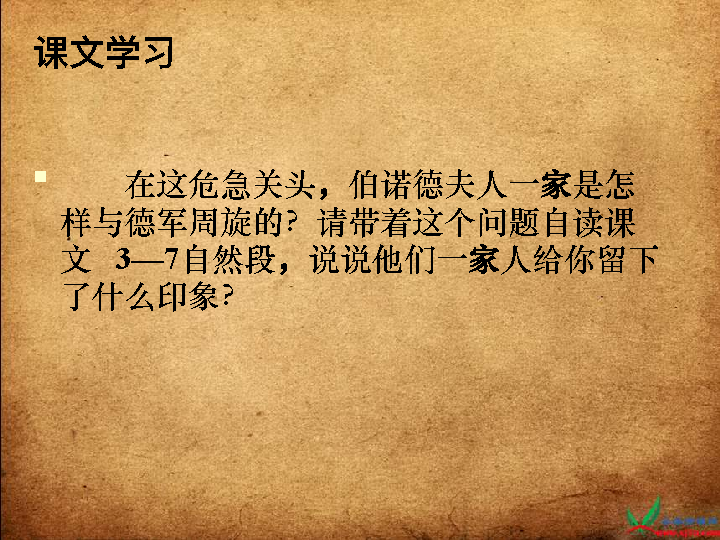 课文学习
在这危急关头，伯诺德夫人一家是怎
样与德军周旋的？请带着这个问题自读课
文 3—7自然段，说说他们一家人给你留下
了什么印象？